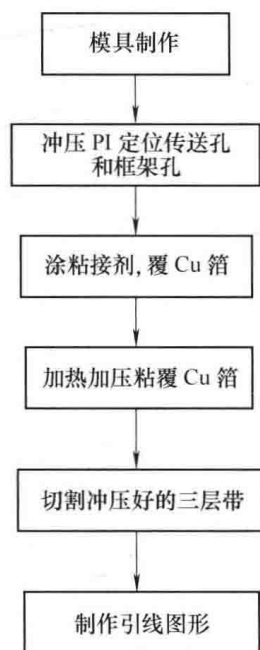 模具制作
冲压 PI 定位传送孔
和框架孔
涂粘接剂, 覆 Cu 箔
加热加压粘覆 Cu 箔
切割冲压好的三层带
制作引线图形